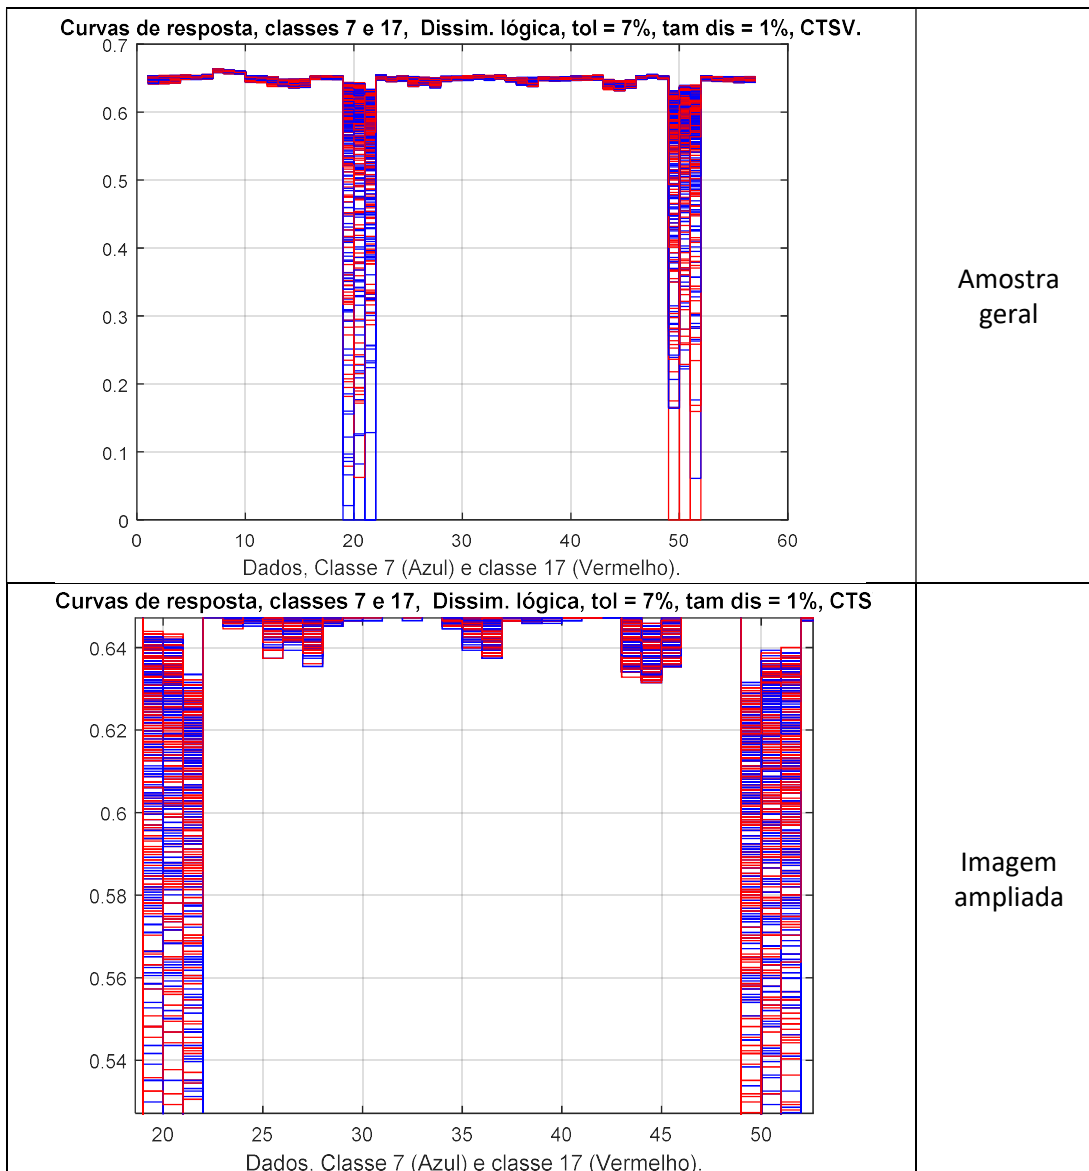 Curvas de resposta, classes 7 e 17,  Dissim. lógica, tol = 7%, tam dis = 1%, CTSV.
0.7
0.6
0.5
0.4
0.3
0.2
0.1
0
0 10 20 30 40 50 60
Dados, Classe 7 (Azul) e classe 17 (Vermelho).
Amostra
geral
Curvas de resposta, classes 7 e 17,  Dissim. lógica, tol = 7%, tam dis = 1%, CTS
0.64
0.62
0.6
0.58
0.56
0.54
20 25 30 35 40 45 50
Dados, Classe 7 (Azul) e classe 17 (Vermelho).
Imagem
ampliada